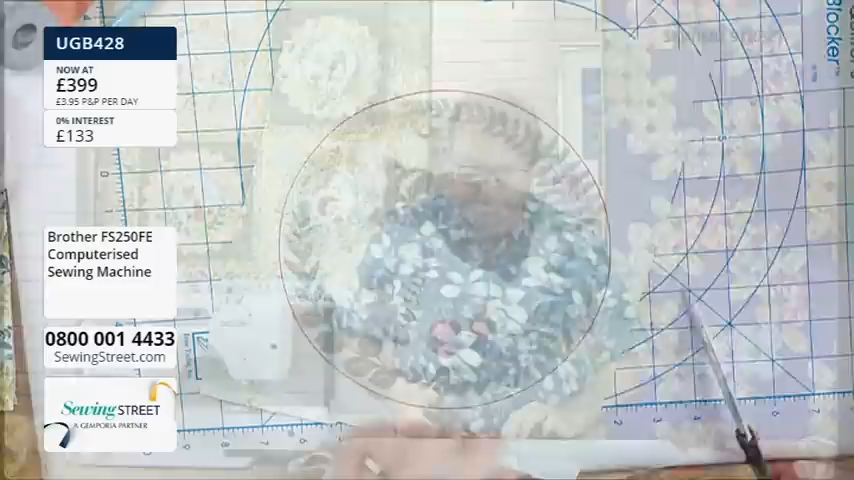 UGB428
NOW AT
£399
£3.95 P&P PER DAY
0% INTEREST
£133
Brother FS250FE
Computerised
Sewing Machine
0800 001 4433
SewingStreet.com
Sewing STREET
A GEMPORIA PARTNER
Blocker